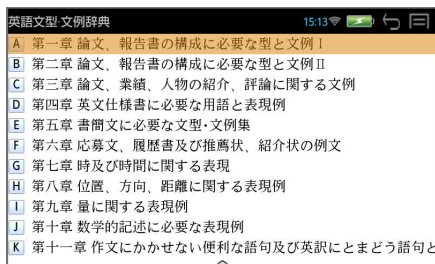 英語文型·文例辞典 15:13
A 第一章 論文、報告書の構成に必要な型と文例Ⅰ
B 第二章 論文、報告書の構成に必要な型と文例Ⅱ
C 第三章 論文、業績、人物の紹介、評論に関する文例
D 第四章 英文仕様書に必要な用語と表現例
E 第五章 書簡文に必要な文型･文例集
F 第六章 応募文、履歴書及び推薦状、紹介状の例文
G 第七章 時及び時間に関する表現
H 第八章 位置、方向、距離に関する表現例
I 第九章 量に関する表現例
J 第十章 数学的記述に必要な表現例
K 第十一章 作文にかかせない便利な語句及び英訳にとまどう語句と